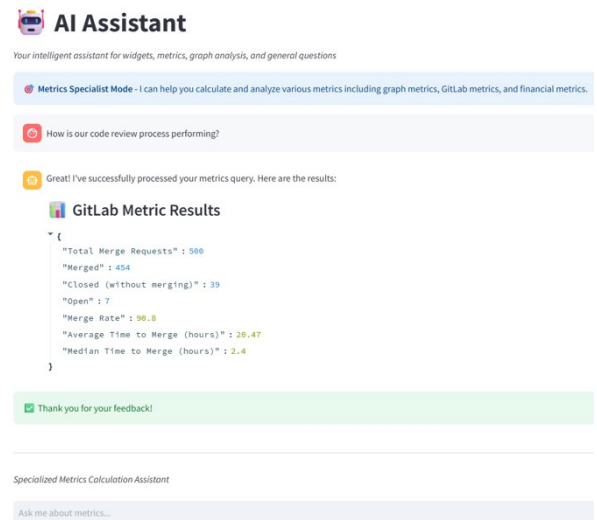 AI Assistant
Your intelligent assistant for widgets, metrics, graph analysis, and general questions
Metrics Specialist Mode - I can help you calculate and analyze various metrics including graph metrics, GitLab metrics, and financial metrics.
How is our code review process performing?
Great! I've successfully processed your metrics query. Here are the results:
GitLab Metric Results
{
"Total Merge Requests" : 500
"Merged" : 454
"Closed (without merging)" : 39
"Open" : 7
"Merge Rate" : 90.8
"Average Time to Merge (hours)" : 20.47
"Median Time to Merge (hours)" : 2.4
}
Thank you for your feedback!
Specialized Metrics Calculation Assistant
Ask me about metrics...